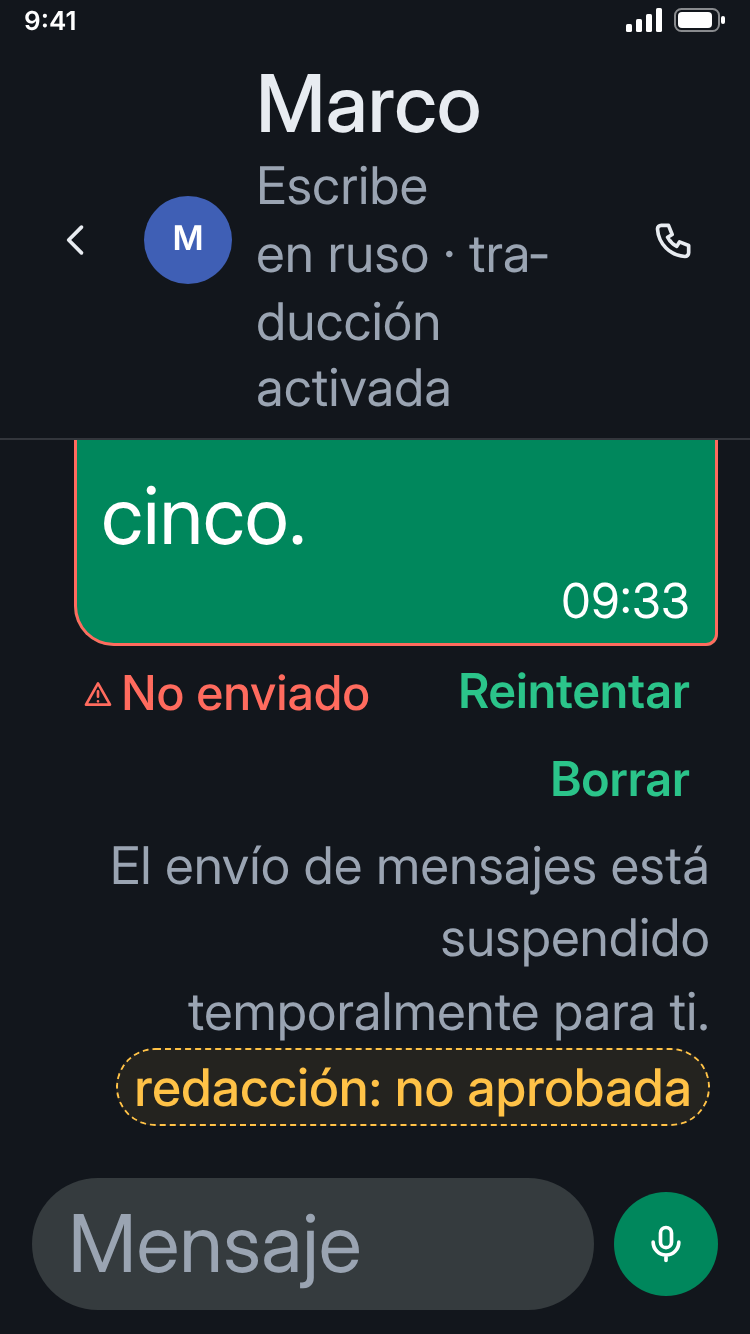 9:41
Marco
Escribe
en ruso · tra-
ducción
activada
M
cinco.
09:33
No enviado
Reintentar
Borrar
El envío de mensajes está
suspendido
temporalmente para ti.
redacción: no aprobada
Mensaje